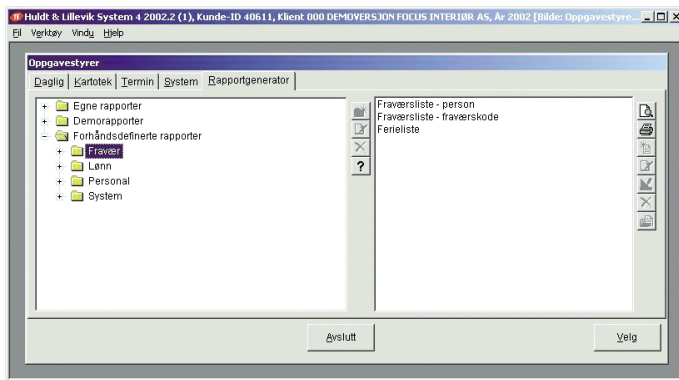 Huldt & Lillevik System 4 2002.2 (1), Kunde-ID 40611, Klient 000 DEMOVERSJON FOCUS INTERIØR AS, År 2002 [Bilde: Oppgavestyre...
Fil Verktøy Vindu Hjelp
Oppgavestyrer
Daglig Kartotek Termin System Rapportgenerator
Egne rapporter
Demorapporter
Forhåndsdefinerte rapporter
Fravær
Lønn
Personal
System
?
Fraværsliste - person
Fraværsliste - fraværskode
Ferieliste
Avslutt
Velg